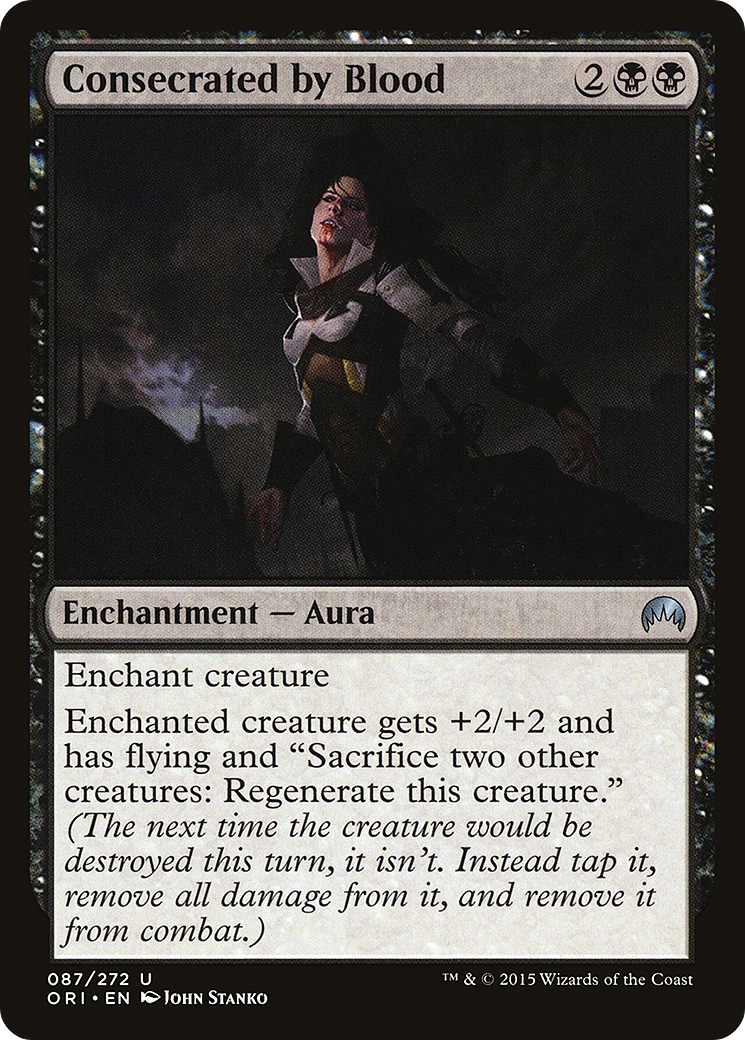 Consecrated by Blood 2
Enchantment — Aura
Enchant creature
Enchanted creature gets +2/+2 and
has flying and “Sacrifice two other
creatures: Regenerate this creature.”
(The next time the creature would be
destroyed this turn, it isn’t. Instead tap it,
remove all damage from it, and remove it
from combat.)
087/272 U
ORI • EN John Stanko
™ & © 2015 Wizards of the Coast